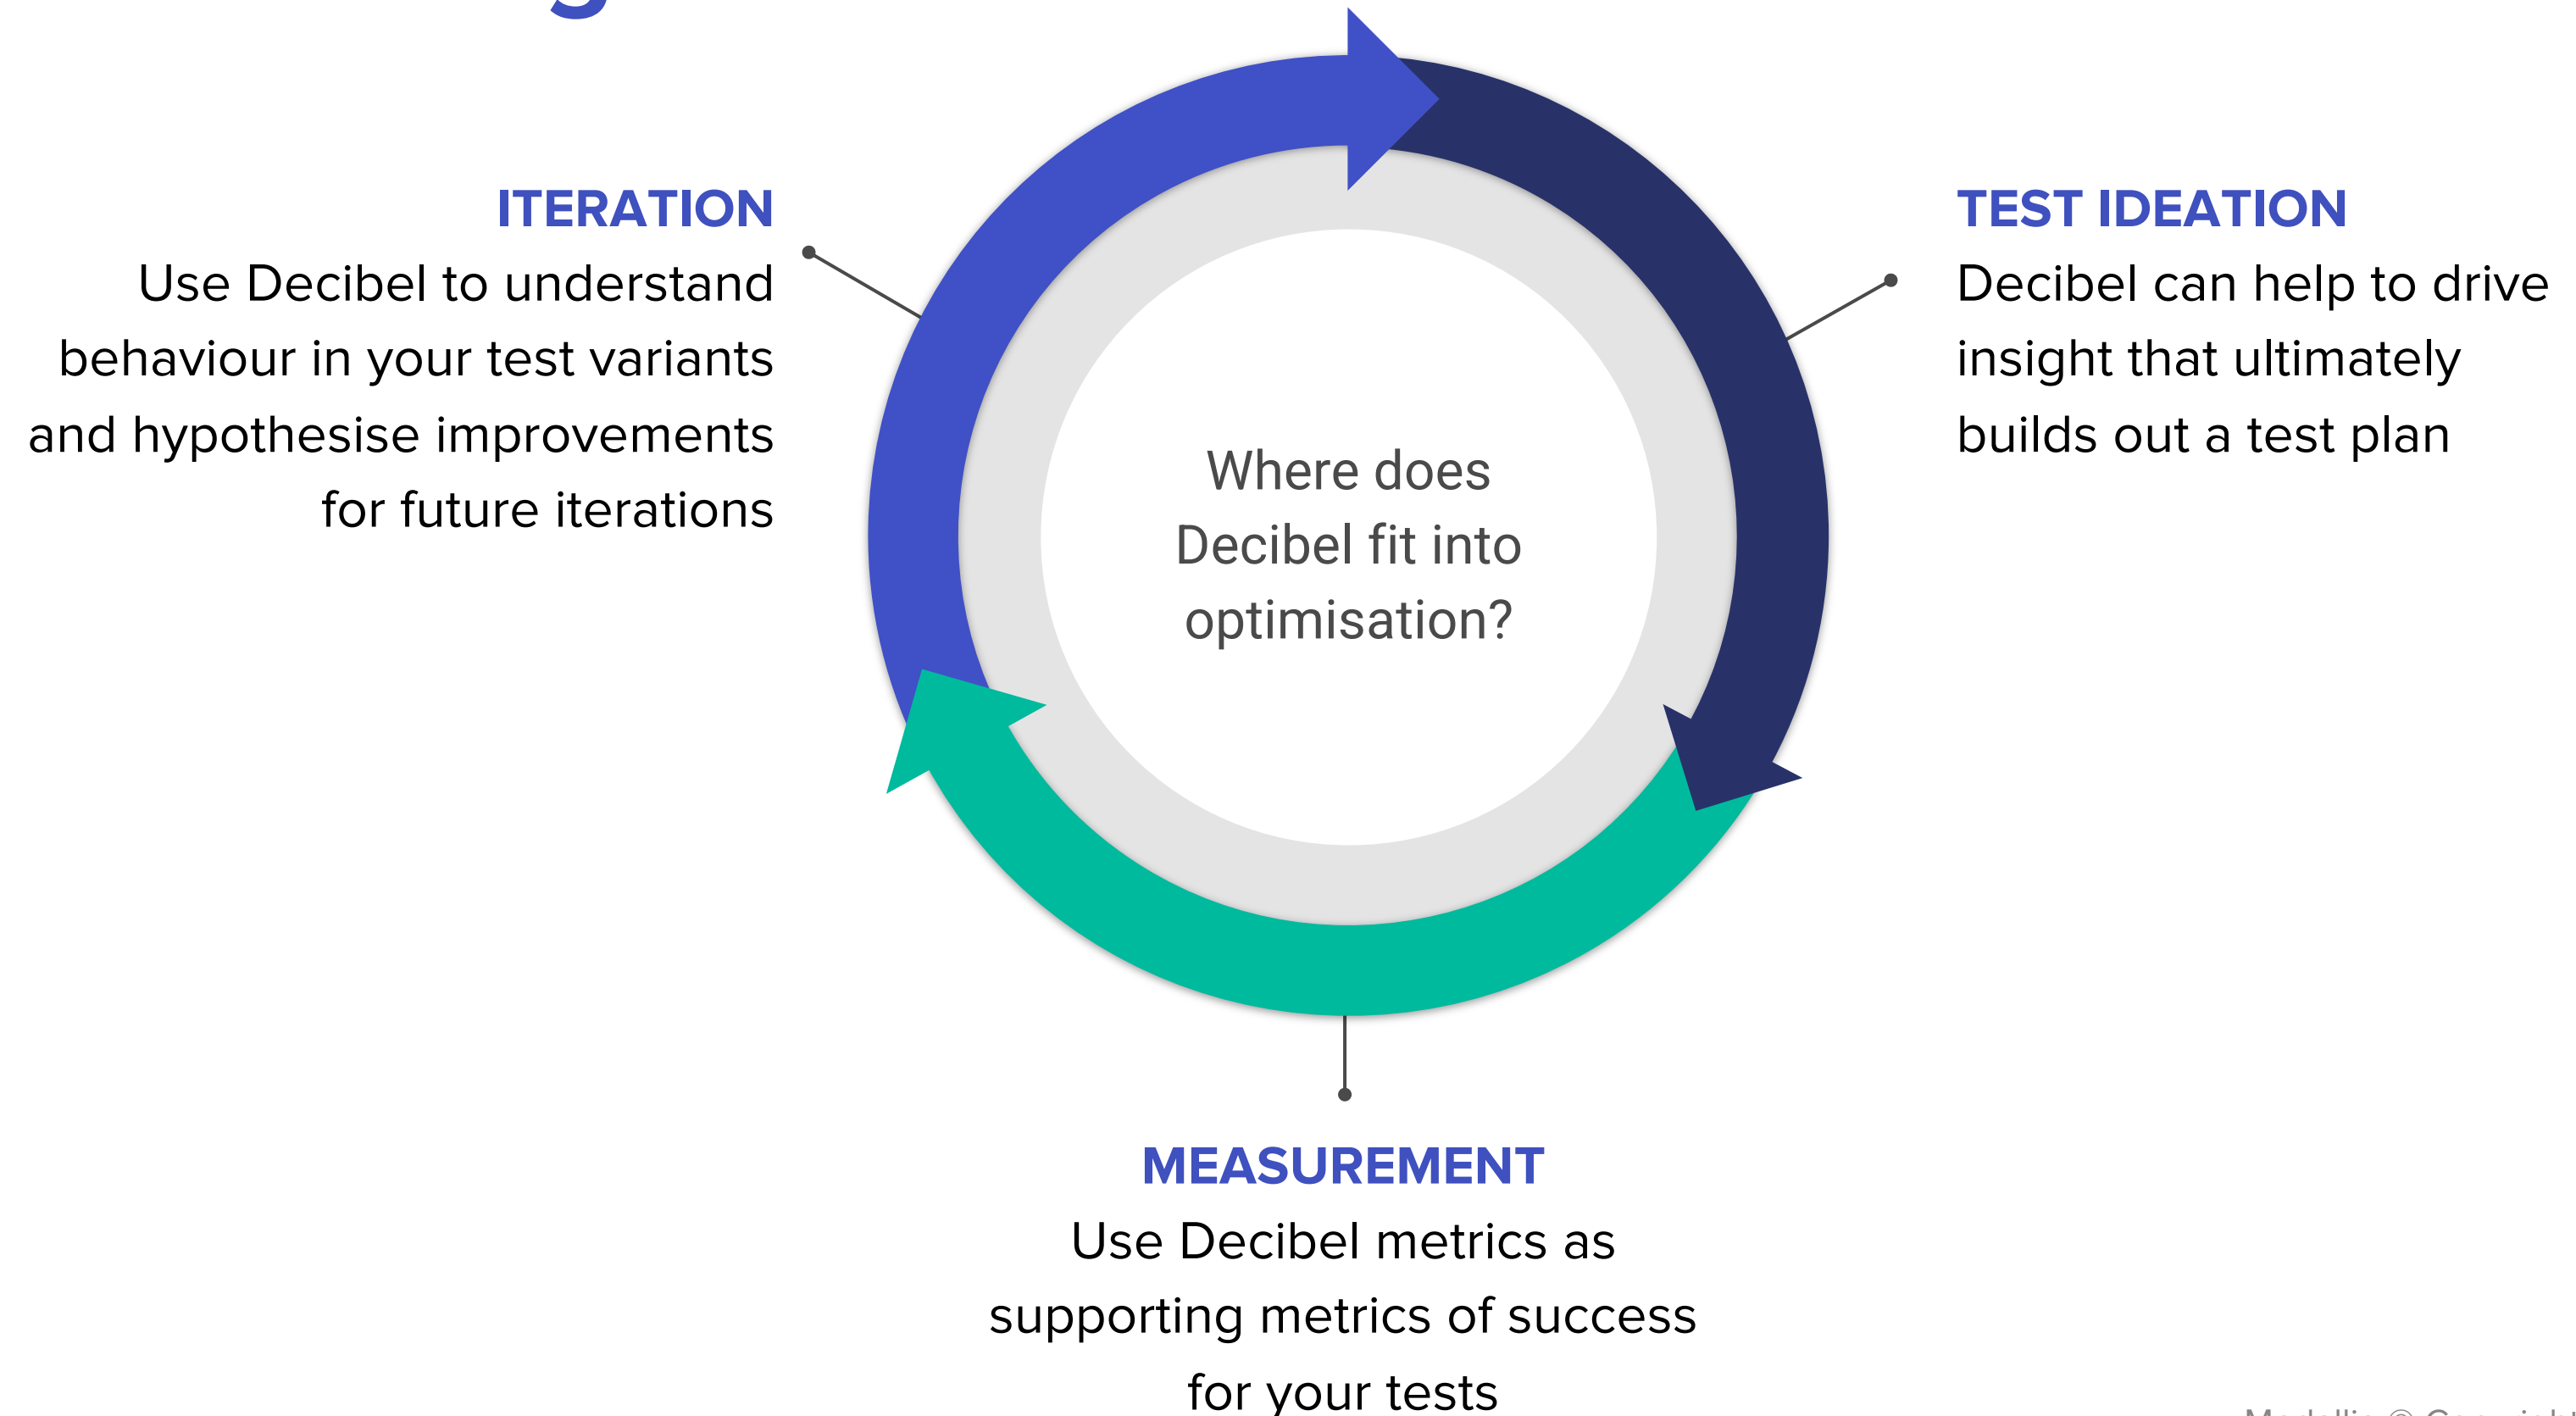 ITERATION
Use Decibel to understand
behaviour in your test variants
and hypothesise improvements
for future iterations
TEST IDEATION
Decibel can help to drive
insight that ultimately
builds out a test plan
Where does
Decibel fit into
optimisation?
MEASUREMENT
Use Decibel metrics as
supporting metrics of success
for your tests